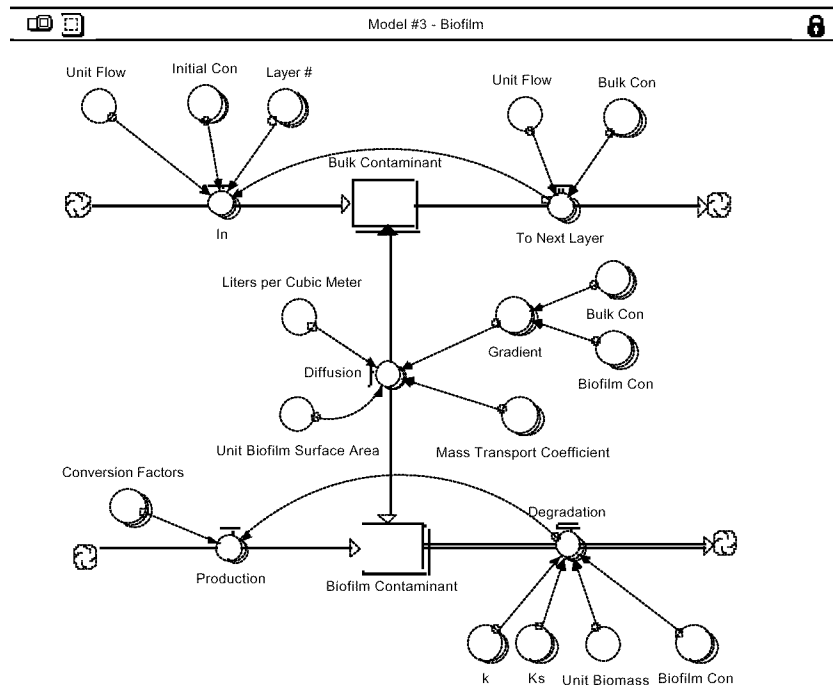 Model #3 - Biofilm
Unit Flow
Initial Con
Layer #
Unit Flow
Bulk Con
Bulk Contaminant
In
To Next Layer
Liters per Cubic Meter
Bulk Con
Gradient
Diffusion
Biofilm Con
Unit Biofilm Surface Area
Mass Transport Coefficient
Conversion Factors
Degradation
Production
Biofilm Contaminant
k
Ks
Unit Biomass
Biofilm Con